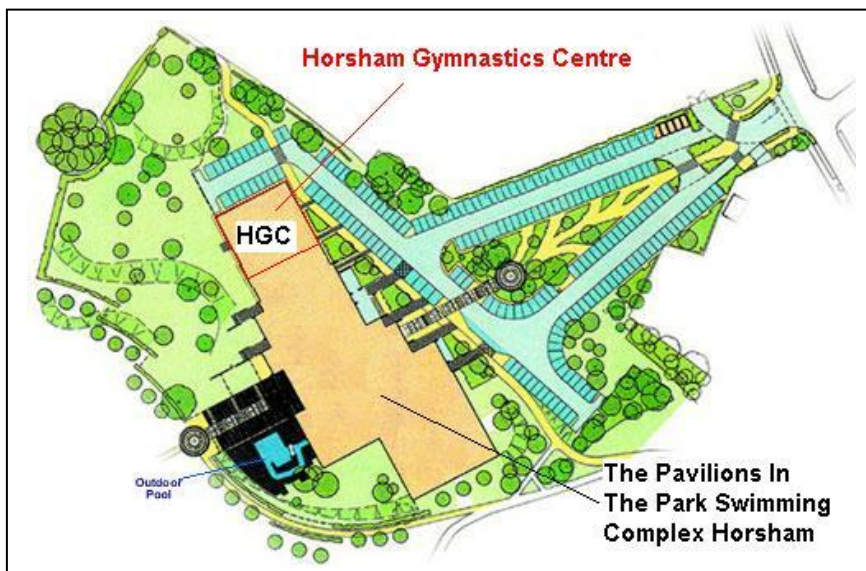 Horsham Gymnastics Centre
HGC
Outdoor
Pool
The Pavilions In
The Park Swimming
Complex Horsham